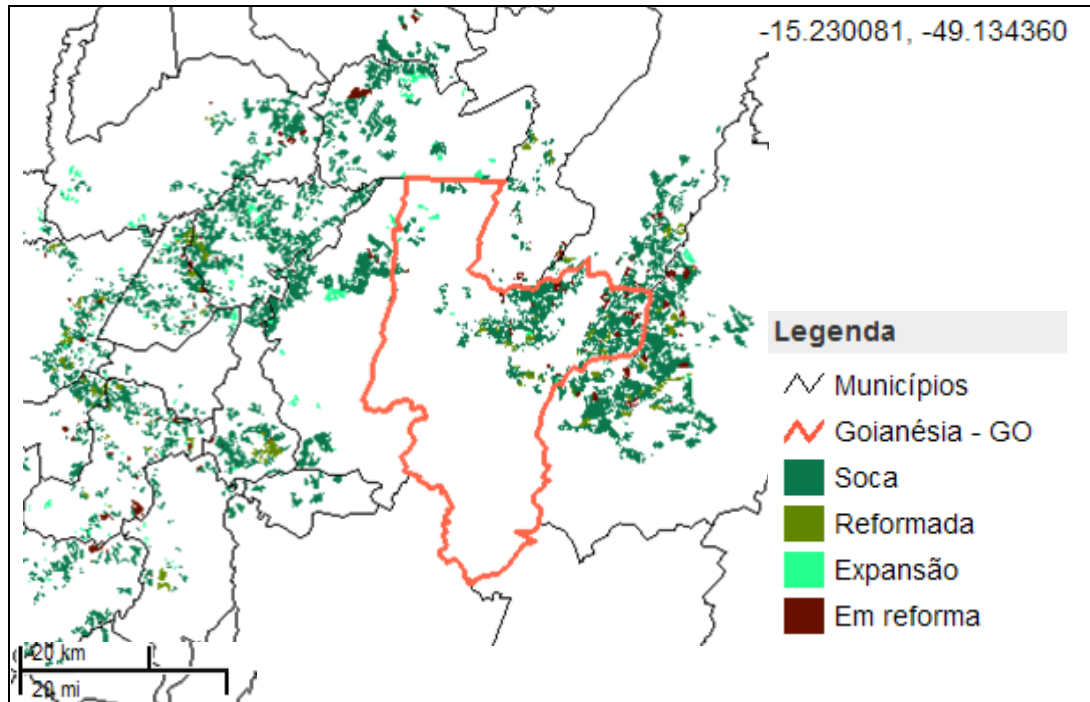 -15.230081, -49.134360
Legenda
Municípios
Goianésia - GO
Soca
Reformada
Expansão
Em reforma
20 km
20 mi